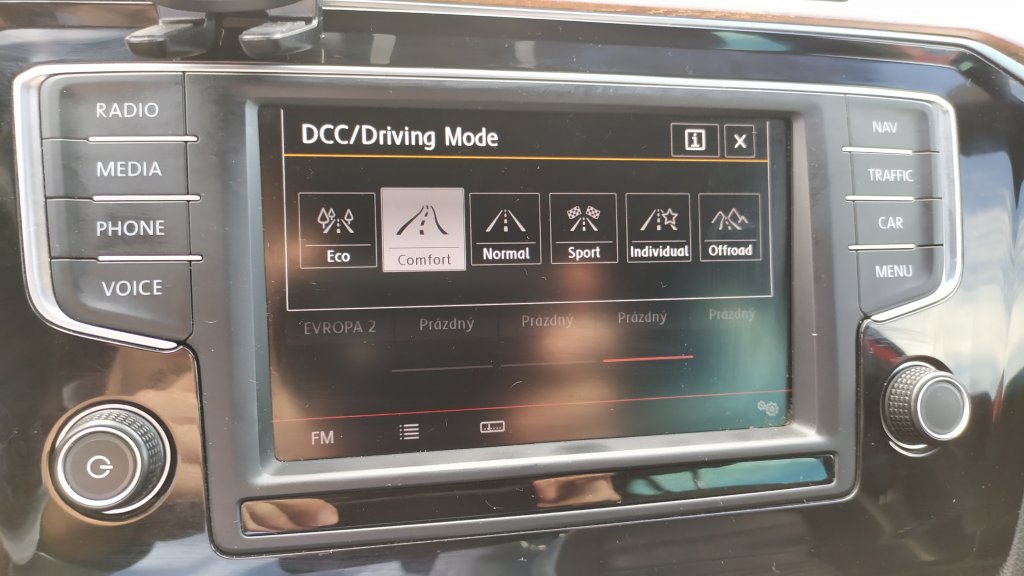 RADIO
MEDIA
PHONE
VOICE
DCC/Driving Mode
i X
Eco Comfort Normal Sport Individual Offroad
EVROPA 2 Prázdný Prázdný Prázdný Prázdný
FM
NAV
TRAFFIC
CAR
MENU